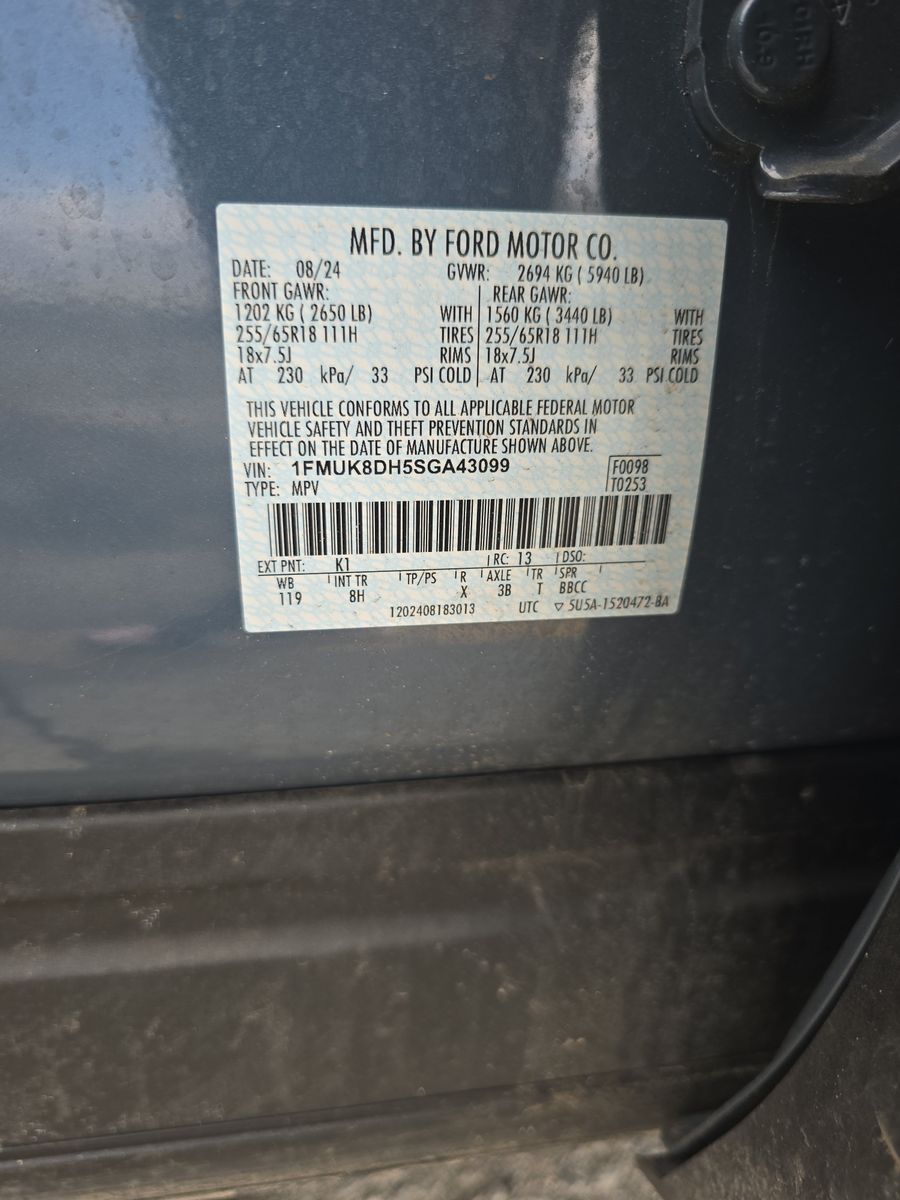 MFD. BY FORD MOTOR CO.
DATE: 08/24 GVWR: 2694 KG ( 5940 LB)
FRONT GAWR: REAR GAWR:
1202 KG ( 2650 LB) WITH 1560 KG ( 3440 LB) WITH
255/65R18 111H TIRES 255/65R18 111H TIRES
18x7.5J RIMS 18x7.5J RIMS
AT 230 kPa/ 33 PSI COLD AT 230 kPa/ 33 PSI COLD
THIS VEHICLE CONFORMS TO ALL APPLICABLE FEDERAL MOTOR
VEHICLE SAFETY AND THEFT PREVENTION STANDARDS IN
EFFECT ON THE DATE OF MANUFACTURE SHOWN ABOVE.
VIN: 1FMUK8DH5SGA43099 F0098
TYPE: MPV T0253
EXT PNT: K1 RC: 13 DSO:
WB INT TR TP/PS R AXLE TR SPR
119 8H X 3B T BBCC
1202408183013 UTC ▽ SU5A-1520472-BA